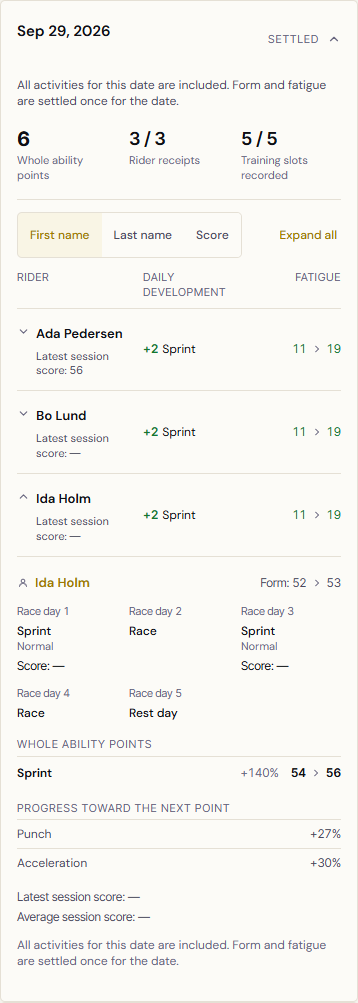 Sep 29, 2026
SETTLED
All activities for this date are included. Form and fatigue
are settled once for the date.
6
Whole ability
points
3 / 3
Rider receipts
5 / 5
Training slots
recorded
First name
Last name
Score
Expand all
RIDER
DAILY
DEVELOPMENT
FATIGUE
Ada Pedersen
Latest session
score: 56
+2 Sprint
11 > 19
Bo Lund
Latest session
score: —
+2 Sprint
11 > 19
Ida Holm
Latest session
score: —
+2 Sprint
11 > 19
Ida Holm
Form: 52 > 53
Race day 1
Sprint
Normal
Score: —
Race day 2
Race
Race day 3
Sprint
Normal
Score: —
Race day 4
Race
Race day 5
Rest day
WHOLE ABILITY POINTS
Sprint
+140% 54 > 56
PROGRESS TOWARD THE NEXT POINT
Punch
+27%
Acceleration
+30%
Latest session score: —
Average session score: —
All activities for this date are included. Form and fatigue
are settled once for the date.